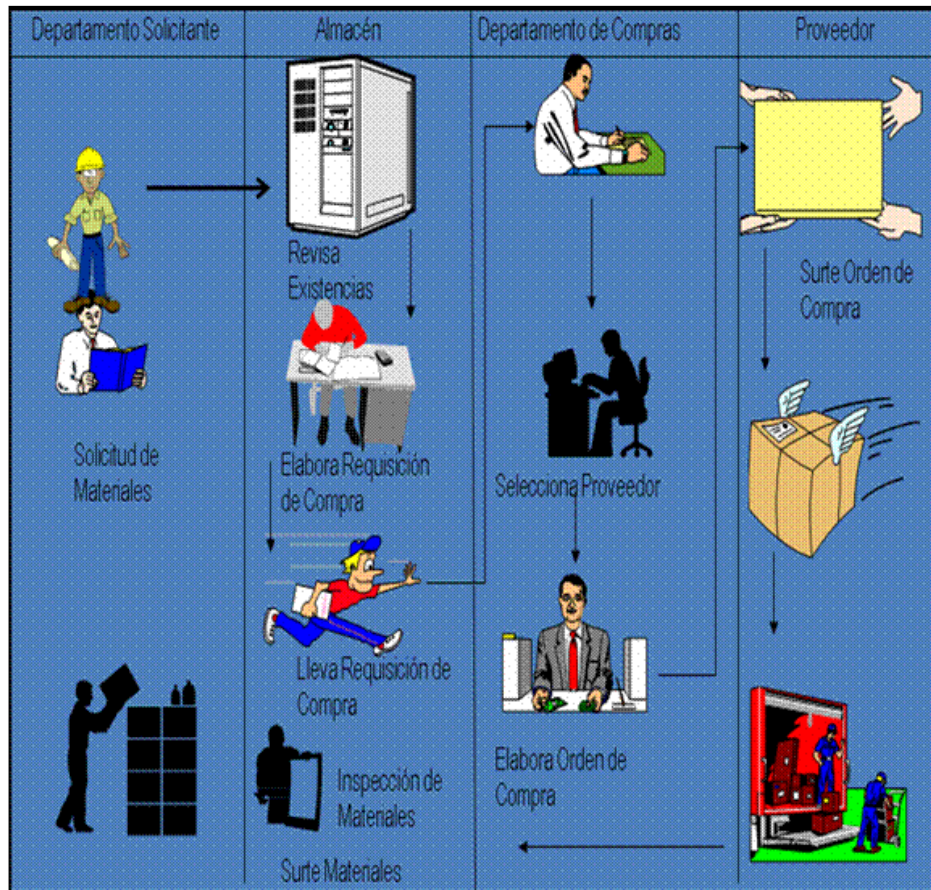 Departamento Solicitante
Almacén
Departamento de Compras
Proveedor
Solicitud de
Materiales
Revisa
Existencias
Elabora Requisición
de Compra
Lleva Requisición de
Compra
Inspección de
Materiales
Surte Materiales
Selecciona Proveedor
Elabora Orden de
Compra
Surte Orden de
Compra